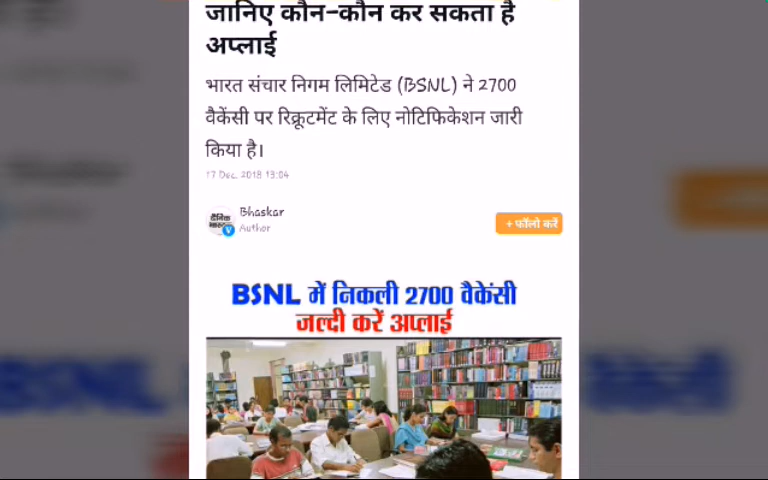 जानिए कौन-कौन कर सकता है
अप्लाई
भारत संचार निगम लिमिटेड (BSNL) ने 2700
वैकेंसी पर रिक्रूटमेंट के लिए नोटिफिकेशन जारी
किया है।
17 Dec. 2018 13:04
दैनिक
भास्कर
Bhaskar
Author
+ फॉलो करें
BSNL में निकली 2700 वैकेंसी
जल्दी करें अप्लाई